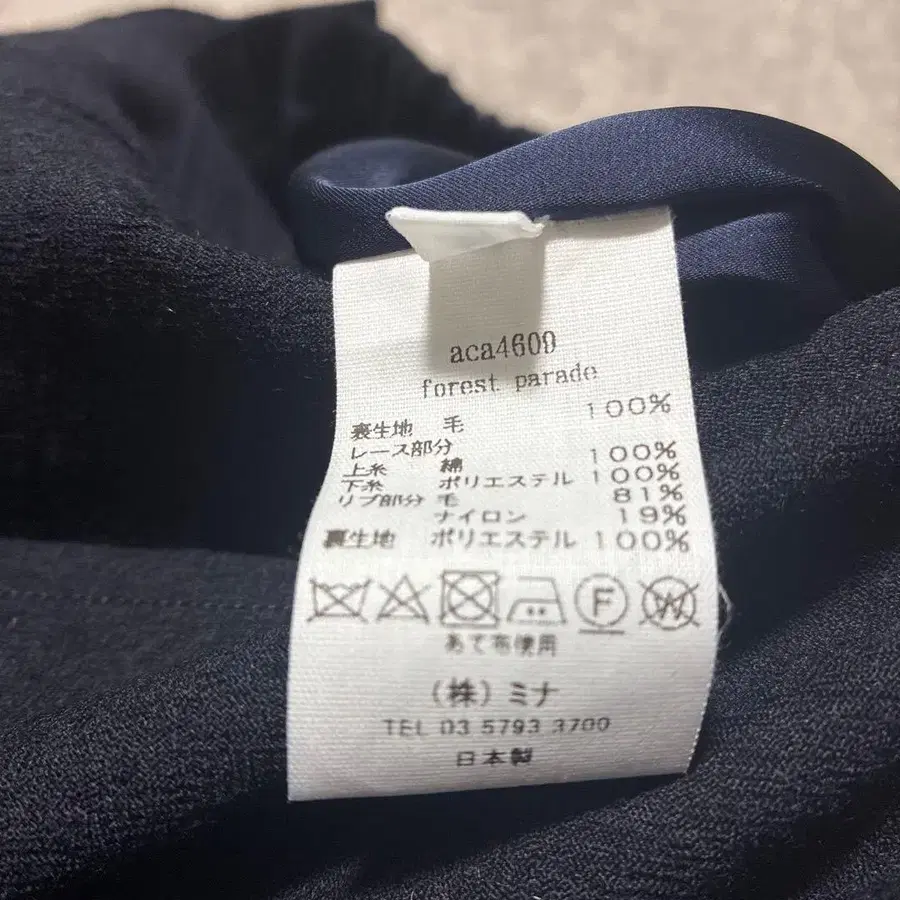 aca4600
forest parade
表生地 毛 100%
レース部分
上糸 綿 100%
下糸 ポリエステル 100%
リブ部分 毛 81%
ナイロン 19%
裏生地 ポリエステル 100%
F W
あて布使用
(株) ミナ
TEL 03 5793 3700
日本製